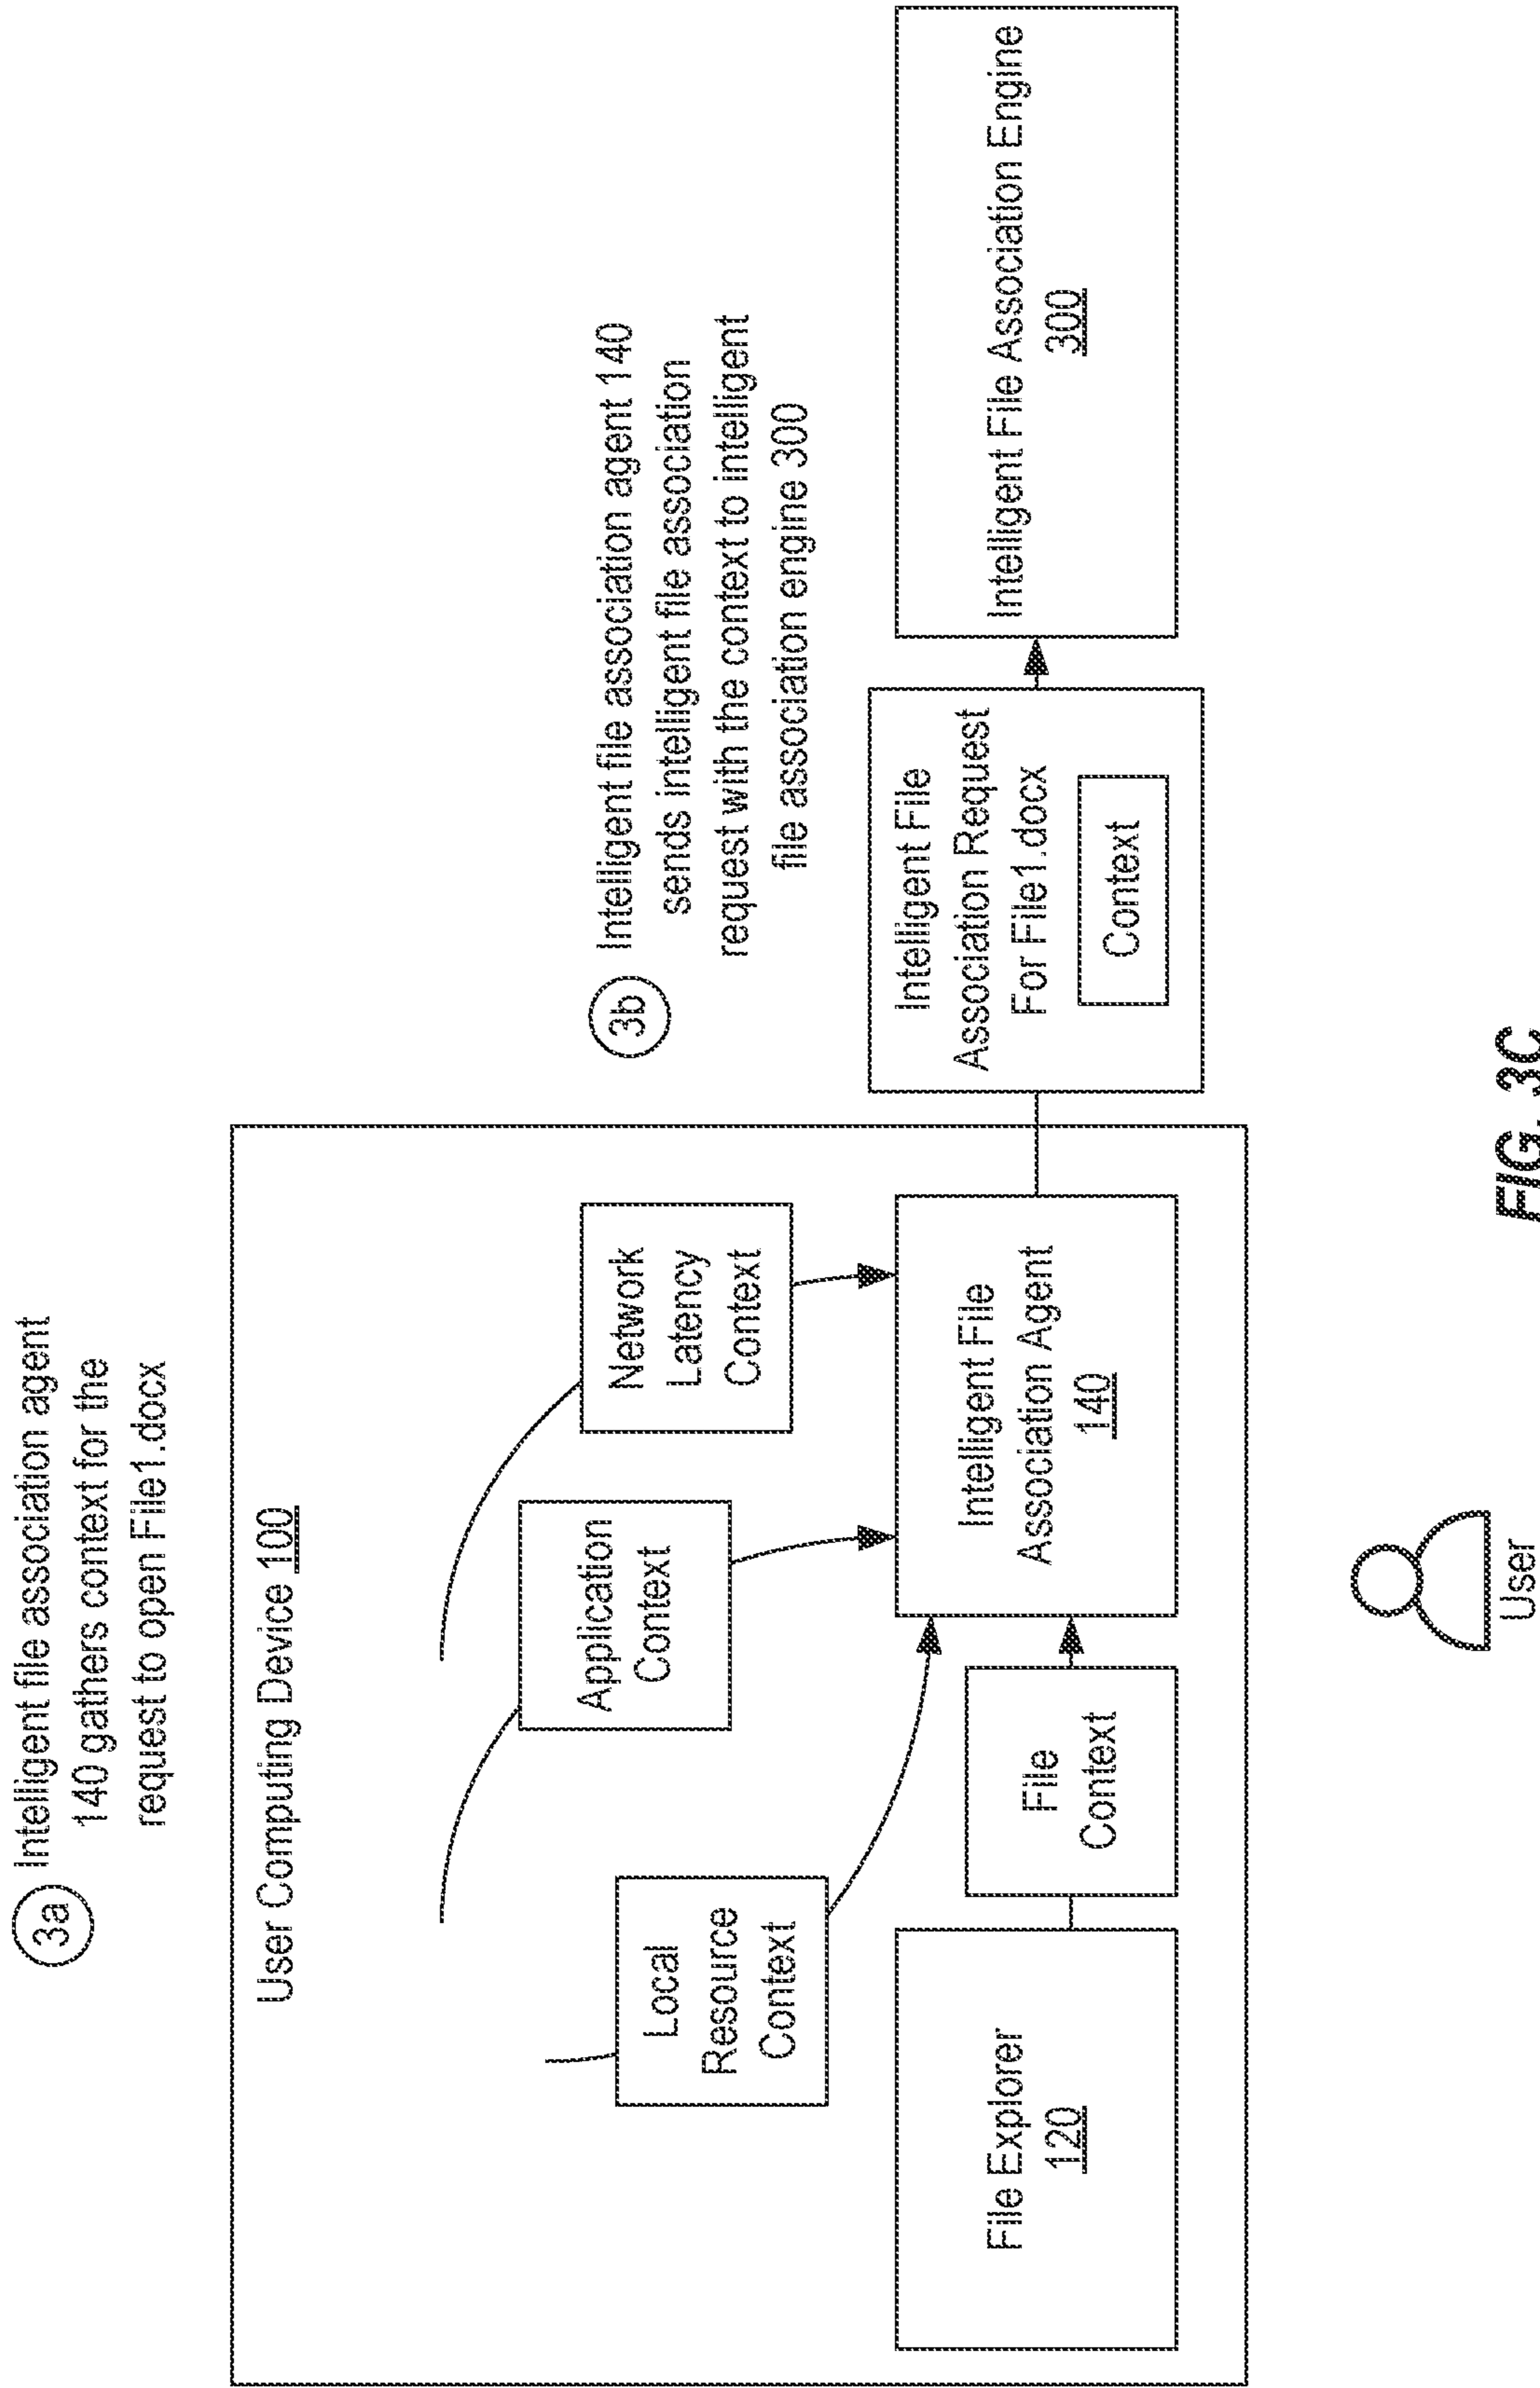 3a
Intelligent file association agent
140 gathers context for the
request to open File1.docx
User Computing Device 100
3b
Intelligent file association agent 140
sends intelligent file association
request with the context to intelligent
file association engine 300
Local
Resource
Context
Application
Context
Network
Latency
Context
File Explorer
120
File
Context
Intelligent File
Association Agent
140
Intelligent File
Association Request
For File1.docx
Context
Intelligent File Association Engine
300
User
FIG. 3C